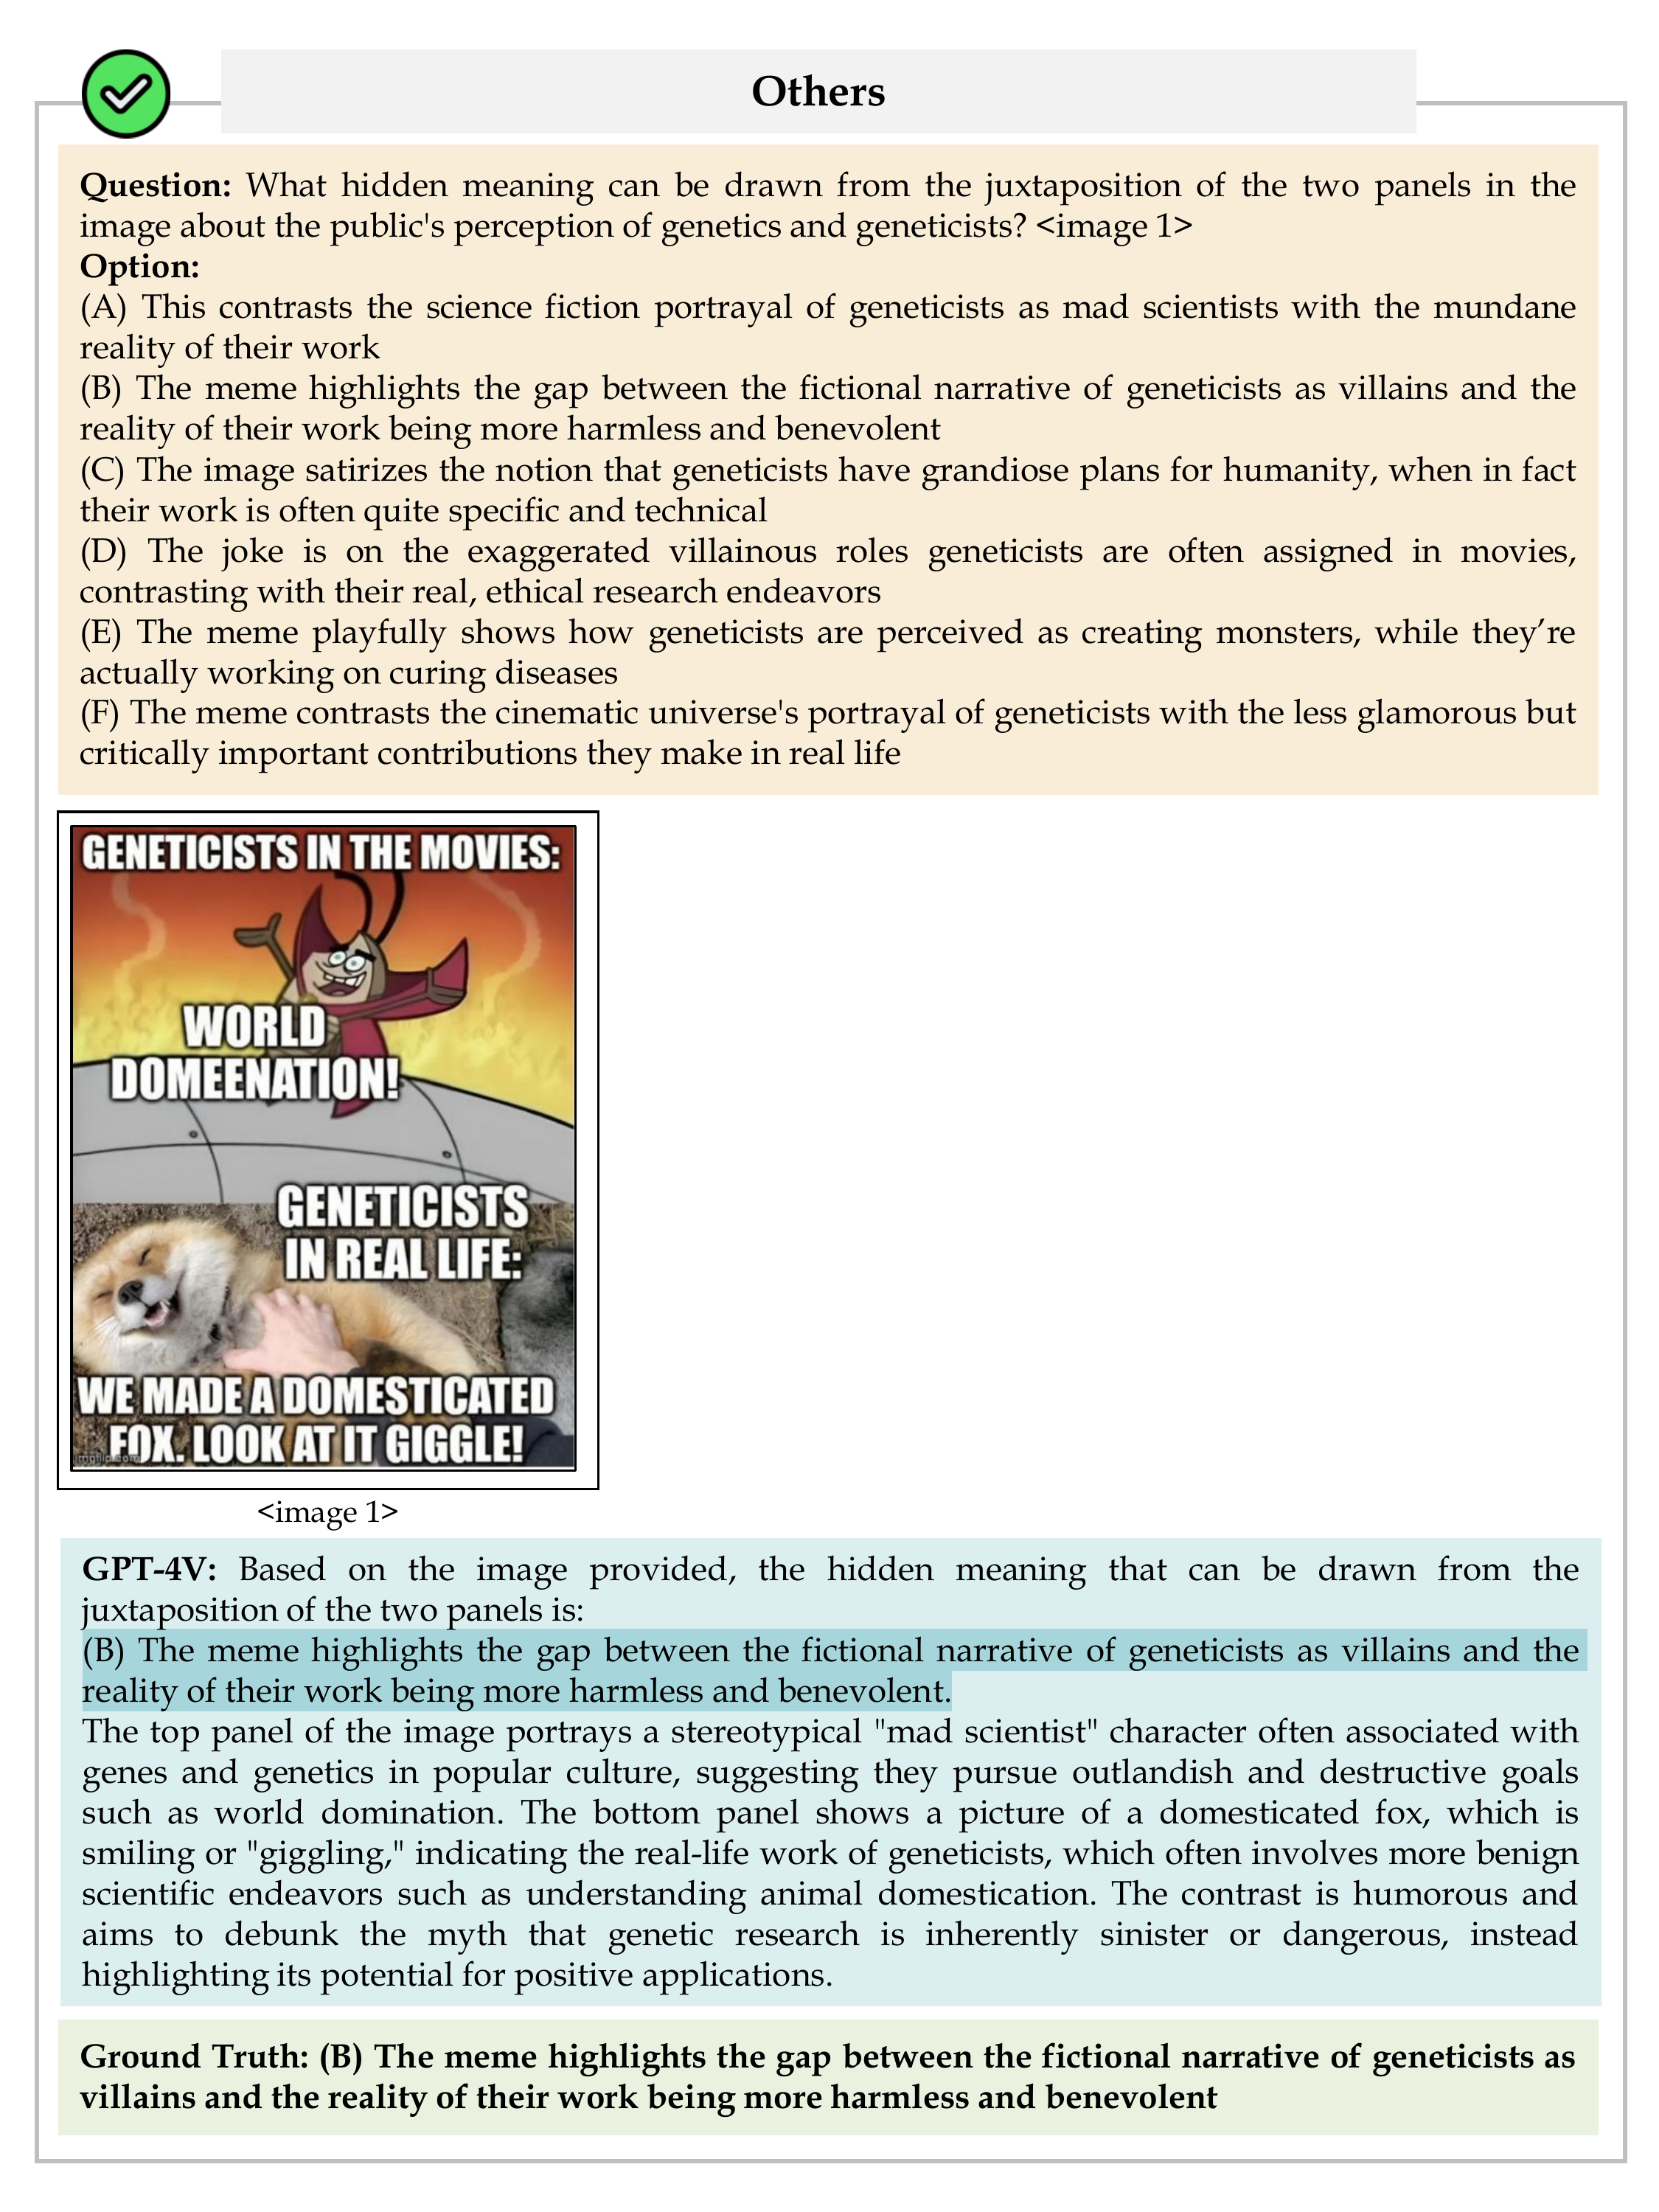 Others
Question: What hidden meaning can be drawn from the juxtaposition of the two panels in the
image about the public's perception of genetics and geneticists? <image 1>
Option:
(A) This contrasts the science fiction portrayal of geneticists as mad scientists with the mundane
reality of their work
(B) The meme highlights the gap between the fictional narrative of geneticists as villains and the
reality of their work being more harmless and benevolent
(C) The image satirizes the notion that geneticists have grandiose plans for humanity, when in fact
their work is often quite specific and technical
(D) The joke is on the exaggerated villainous roles geneticists are often assigned in movies,
contrasting with their real, ethical research endeavors
(E) The meme playfully shows how geneticists are perceived as creating monsters, while they’re
actually working on curing diseases
(F) The meme contrasts the cinematic universe's portrayal of geneticists with the less glamorous but
critically important contributions they make in real life
GENETICISTS IN THE MOVIES:
WORLD
DOMEENATION!
GENETICISTS
IN REAL LIFE:
WE MADE A DOMESTICATED
FOX. LOOK AT IT GIGGLE!
imgflip.com
<image 1>
GPT-4V: Based on the image provided, the hidden meaning that can be drawn from the
juxtaposition of the two panels is:
(B) The meme highlights the gap between the fictional narrative of geneticists as villains and the
reality of their work being more harmless and benevolent.
The top panel of the image portrays a stereotypical "mad scientist" character often associated with
genes and genetics in popular culture, suggesting they pursue outlandish and destructive goals
such as world domination. The bottom panel shows a picture of a domesticated fox, which is
smiling or "giggling," indicating the real-life work of geneticists, which often involves more benign
scientific endeavors such as understanding animal domestication. The contrast is humorous and
aims to debunk the myth that genetic research is inherently sinister or dangerous, instead
highlighting its potential for positive applications.
Ground Truth: (B) The meme highlights the gap between the fictional narrative of geneticists as
villains and the reality of their work being more harmless and benevolent